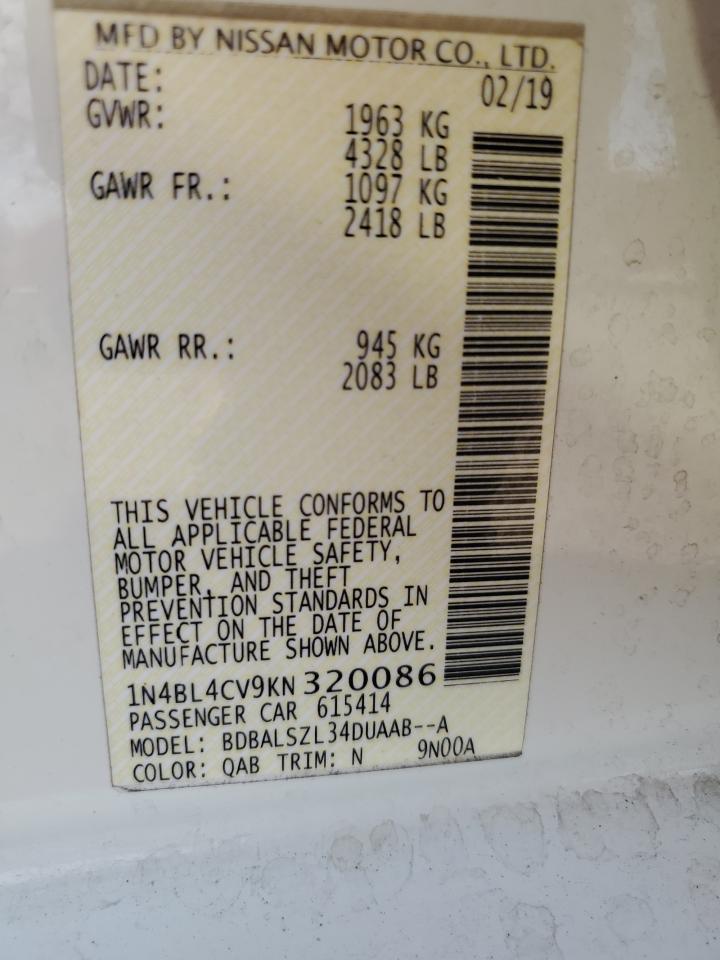 MFD BY NISSAN MOTOR CO., LTD.
DATE: 02/19
GVWR: 1963 KG
4328 LB
GAWR FR.: 1097 KG
2418 LB
GAWR RR.: 945 KG
2083 LB
THIS VEHICLE CONFORMS TO
ALL APPLICABLE FEDERAL
MOTOR VEHICLE SAFETY,
BUMPER, AND THEFT
PREVENTION STANDARDS IN
EFFECT ON THE DATE OF
MANUFACTURE SHOWN ABOVE.
1N4BL4CV9KN 320086
PASSENGER CAR 615414
MODEL: BDBALSZL34DUAAB--A
COLOR: QAB TRIM: N 9N00A